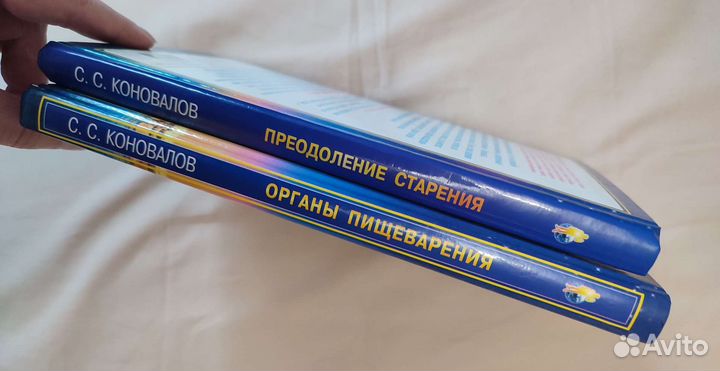 С. С. КОНОВАЛОВ ПРЕОДОЛЕНИЕ СТАРЕНИЯ
С. С. КОНОВАЛОВ ОРГАНЫ ПИЩЕВАРЕНИЯ
Avito